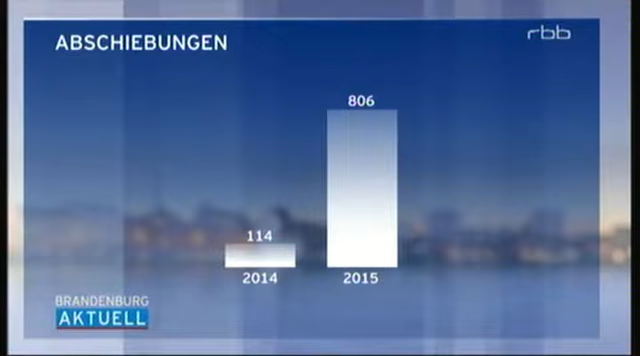 ABSCHIEBUNGEN
rbb
806
114
2014
2015
BRANDENBURG
AKTUELL